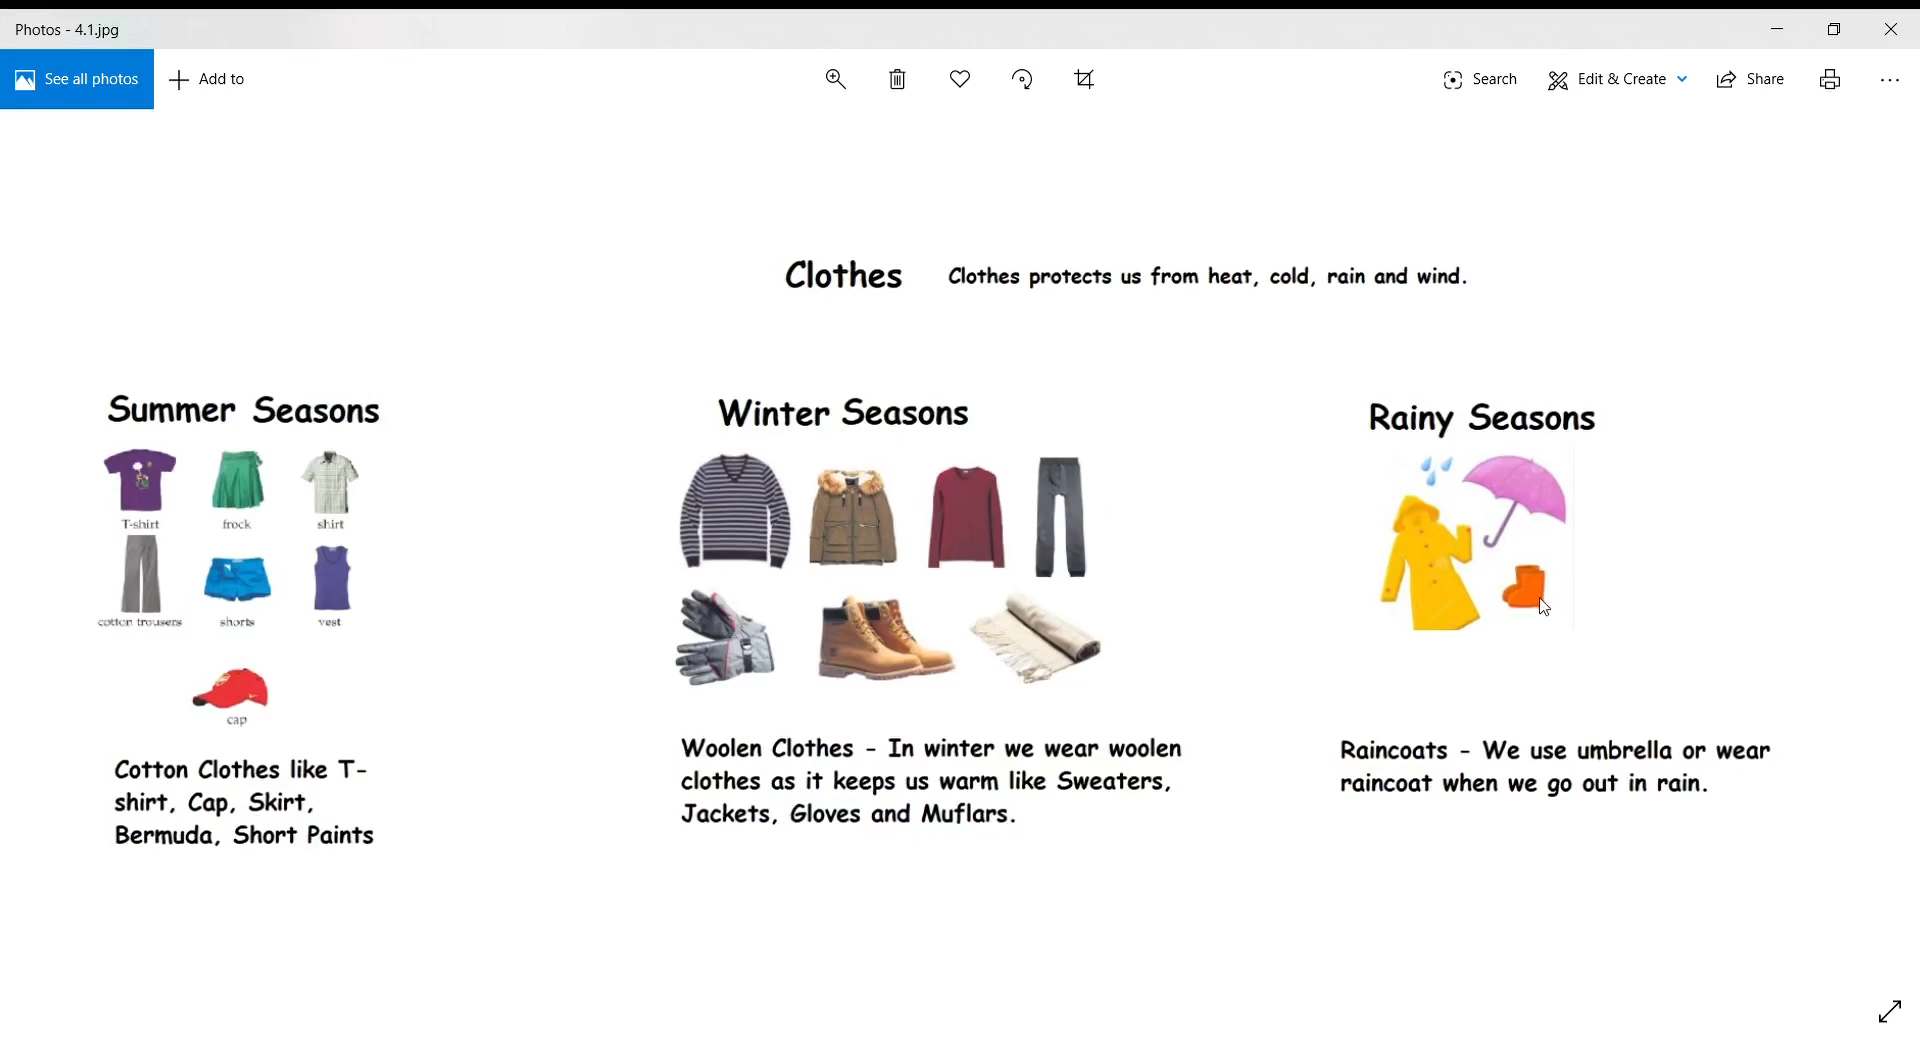 Photos - 4.1.jpg
See all photos
Add to
Search
Edit & Create
Share
Clothes
Clothes protects us from heat, cold, rain and wind.
Summer Seasons
T-shirt
frock
shirt
cotton trousers
shorts
vest
cap
Cotton Clothes like T-
shirt, Cap, Skirt,
Bermuda, Short Paints
Winter Seasons
Woolen Clothes - In winter we wear woolen
clothes as it keeps us warm like Sweaters,
Jackets, Gloves and Muflars.
Rainy Seasons
Raincoats - We use umbrella or wear
raincoat when we go out in rain.